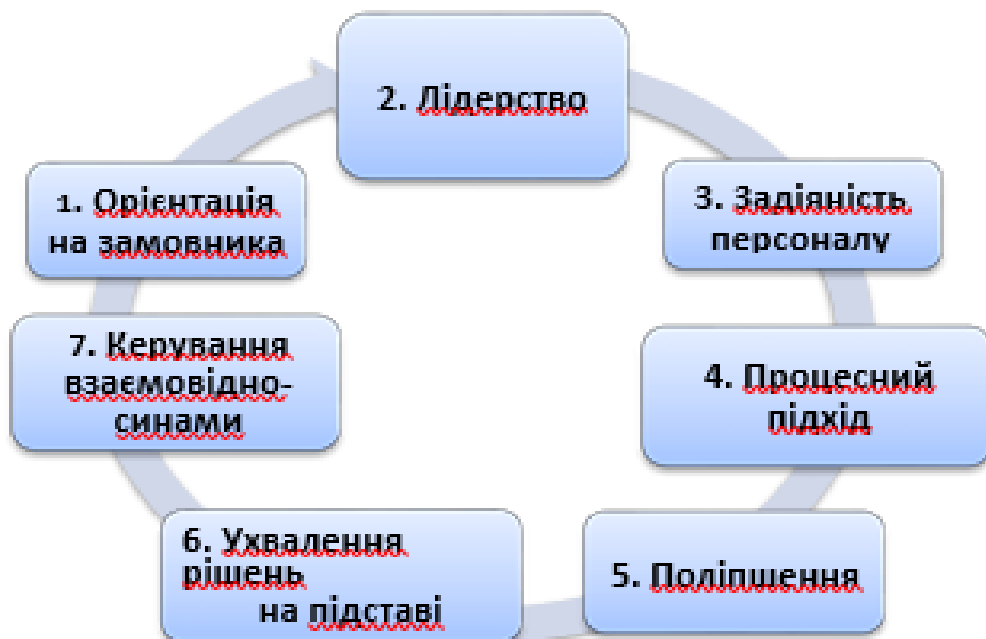 2. Лідерство
1. Орієнтація
на замовника
3. Задіяність
персоналу
7. Керування
взаємовідно-
синами
4. Процесний
підхід
6. Ухвалення
рішень
на підставі
5. Поліпшення